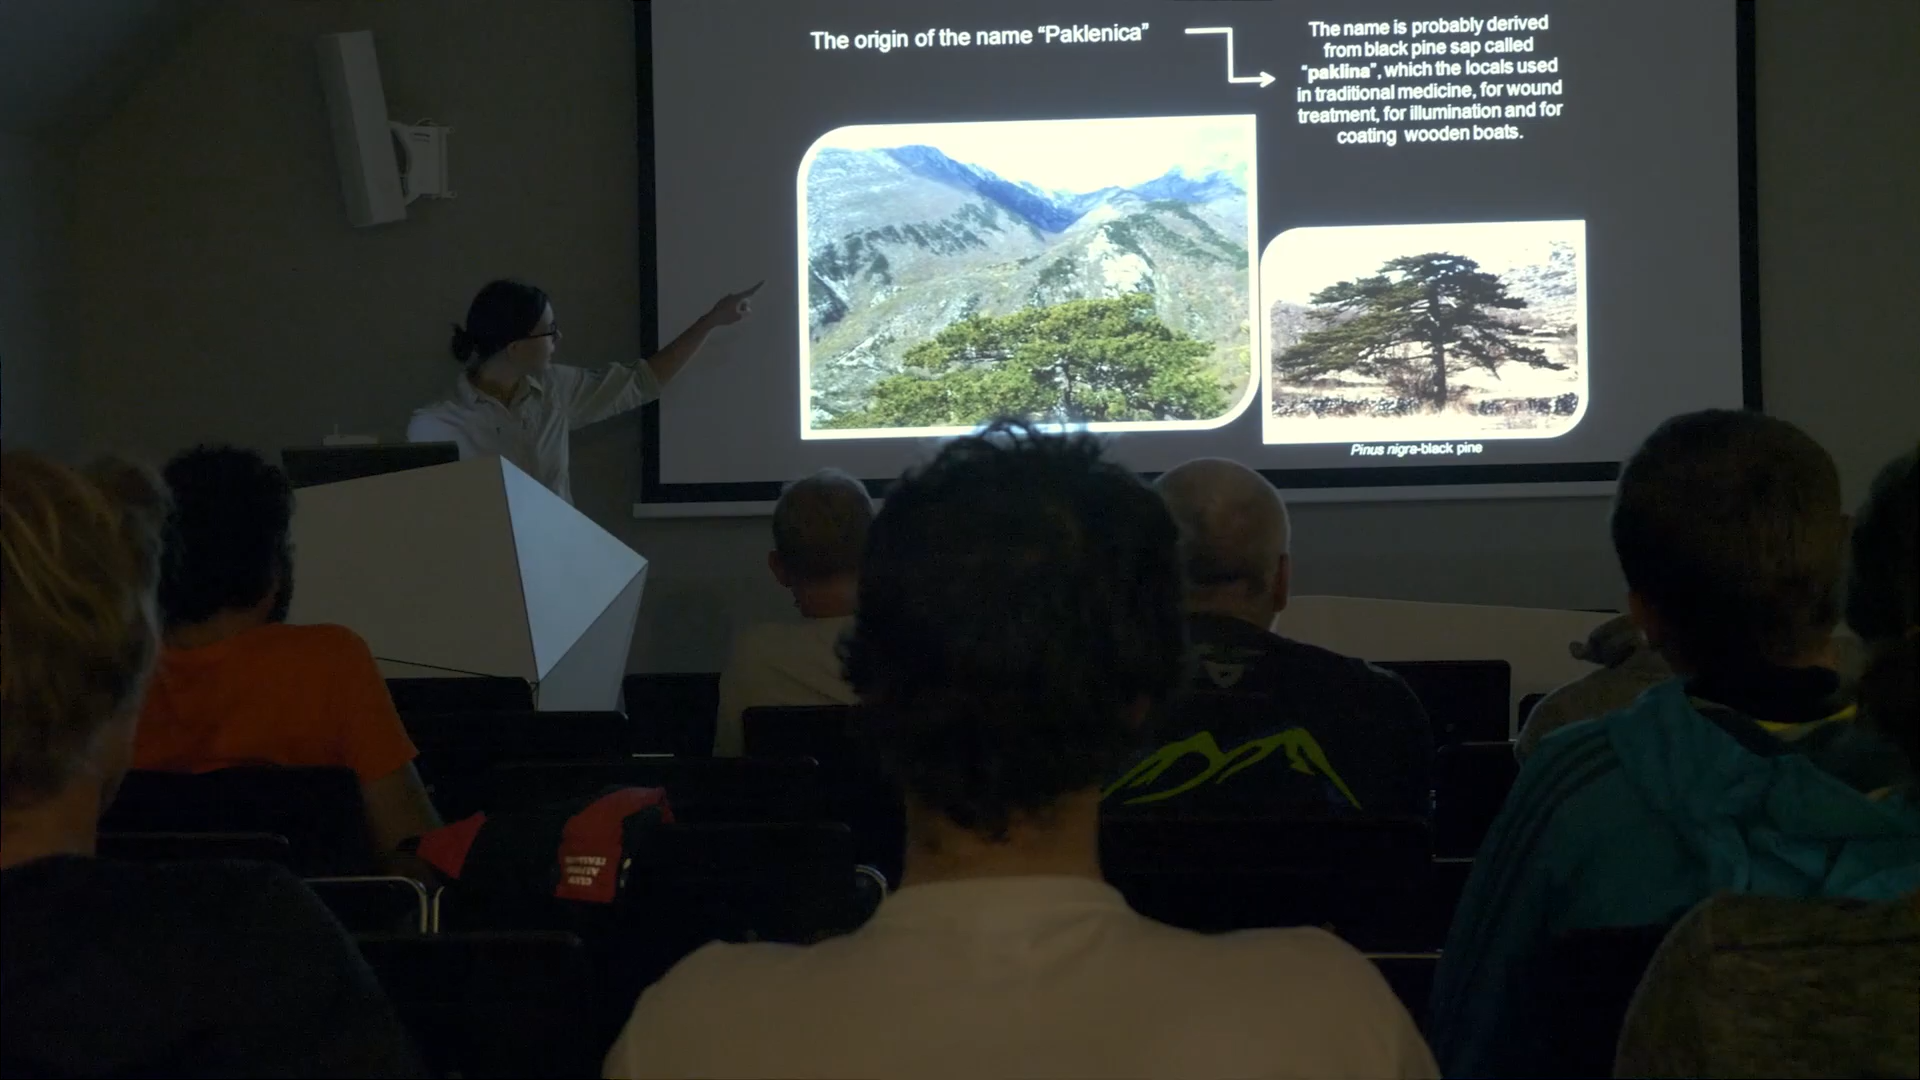 The origin of the name “Paklenica”
The name is probably derived
from black pine sap called
“paklina”, which the locals used
in traditional medicine, for wound
treatment, for illumination and for
coating wooden boats.
Pinus nigra-black pine